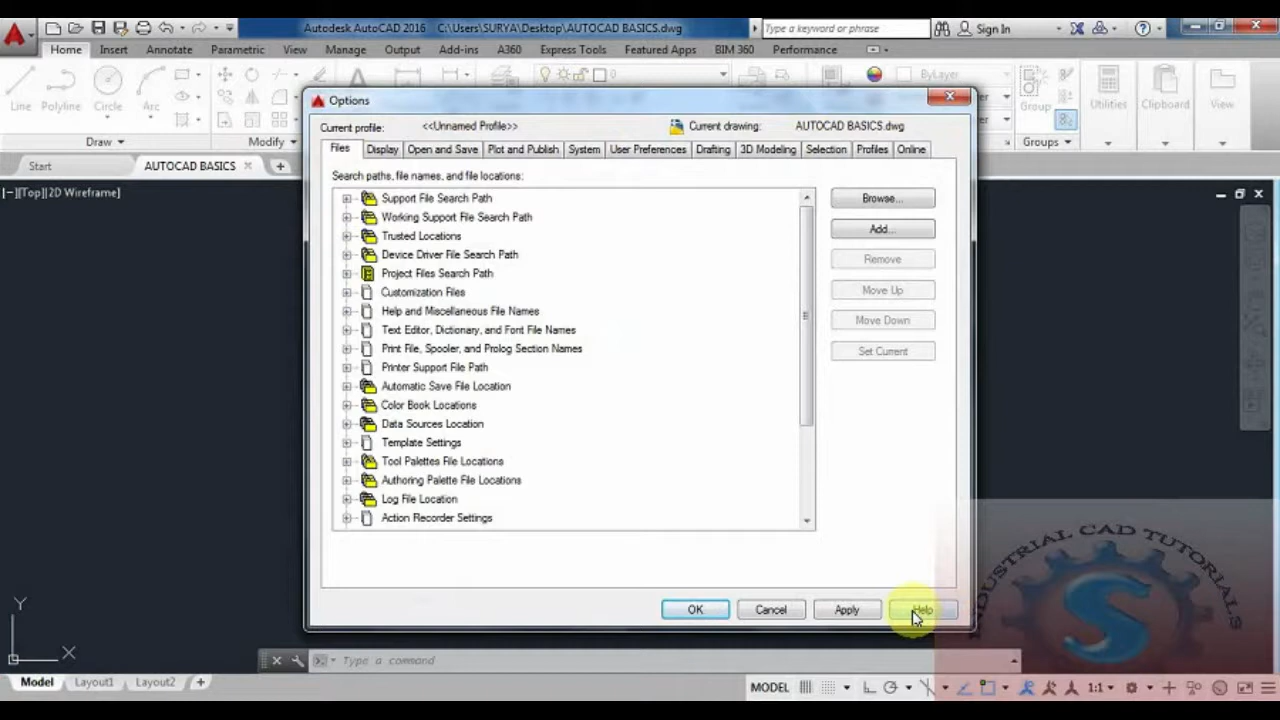 Autodesk AutoCAD 2016 C:\Users\SURYA\Desktop\AUTOCAD BASICS.dwg
Type a keyword or phrase
Sign In
Home Insert Annotate Parametric View Manage Output Add-ins A360 Express Tools Featured Apps BIM 360 Performance
0
ByLayer
Line Polyline Circle Arc
Group Utilities Clipboard View
Draw Modify Groups
Start AUTOCAD BASICS
[−][Top][2D Wireframe]
Options
Current profile: <<Unnamed Profile>> Current drawing: AUTOCAD BASICS.dwg
Files Display Open and Save Plot and Publish System User Preferences Drafting 3D Modeling Selection Profiles Online
Search paths, file names, and file locations:
Support File Search Path
Working Support File Search Path
Trusted Locations
Device Driver File Search Path
Project Files Search Path
Customization Files
Help and Miscellaneous File Names
Text Editor, Dictionary, and Font File Names
Print File, Spooler, and Prolog Section Names
Printer Support File Path
Automatic Save File Location
Color Book Locations
Data Sources Location
Template Settings
Tool Palettes File Locations
Authoring Palette File Locations
Log File Location
Action Recorder Settings
Browse...
Add...
Remove
Move Up
Move Down
Set Current
OK Cancel Apply Help
INDUSTRIAL CAD TUTORIALS
S
Y
X
Type a command
Model Layout1 Layout2 +
MODEL 1:1